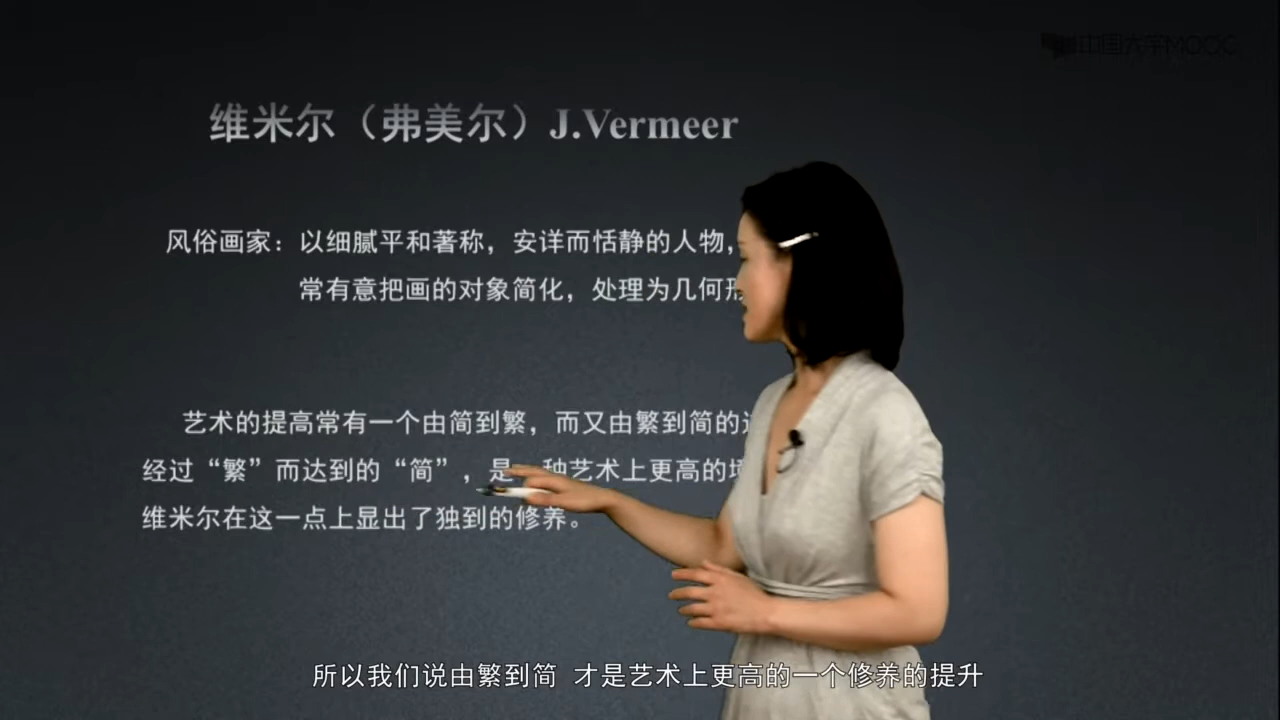 中国大学MOOC
维米尔（弗美尔）J.Vermeer
风俗画家：以细腻平和著称，安详而恬静的人物，
常有意把画的对象简化，处理为几何形
艺术的提高常有一个由简到繁，而又由繁到简的
经过“繁”而达到的“简”，是一种艺术上更高的
维米尔在这一点上显出了独到的修养。
所以我们说由繁到简 才是艺术上更高的一个修养的提升